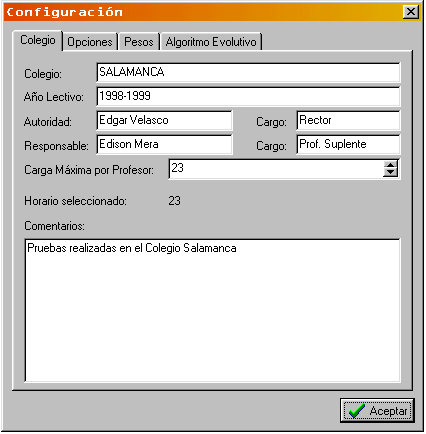 Configuración
Colegio Opciones Pesos Algoritmo Evolutivo
Colegio: SALAMANCA
Año Lectivo: 1998-1999
Autoridad: Edgar Velasco Cargo: Rector
Responsable: Edison Mera Cargo: Prof. Suplente
Carga Máxima por Profesor: 23
Horario seleccionado: 23
Comentarios:
Pruebas realizadas en el Colegio Salamanca
Aceptar